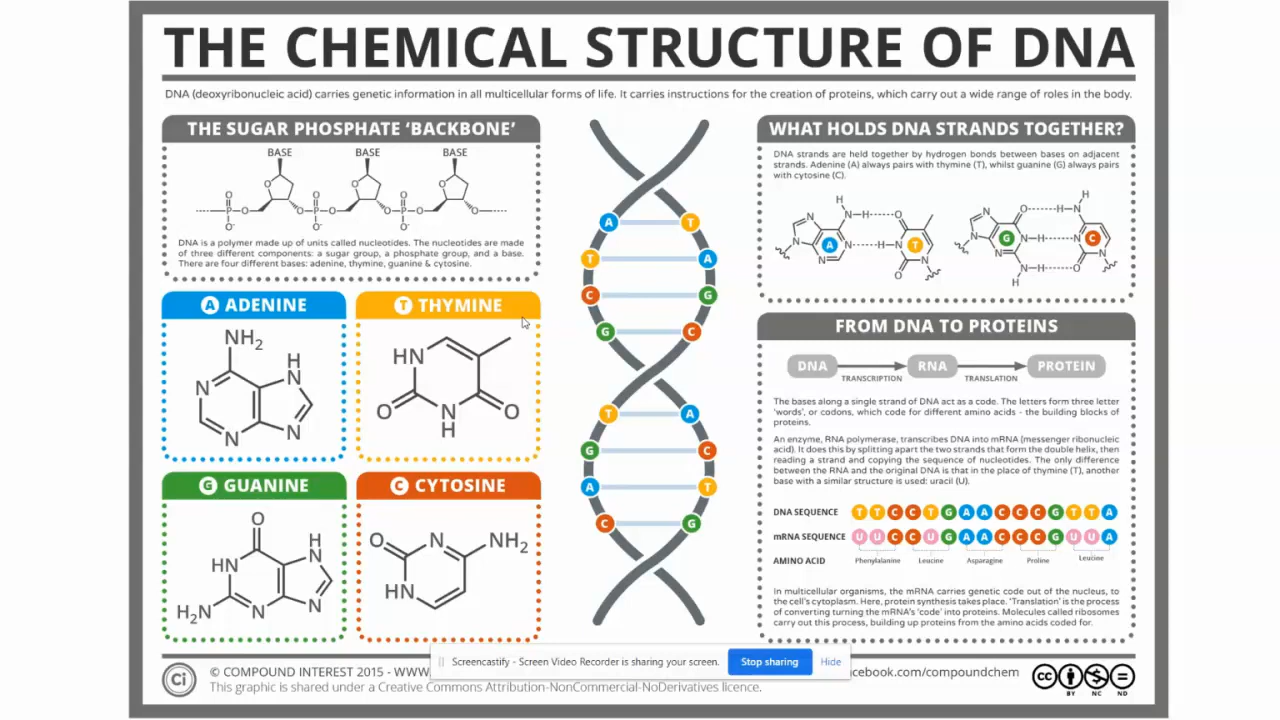 THE CHEMICAL STRUCTURE OF DNA
DNA (deoxyribonucleic acid) carries genetic information in all multicellular forms of life. It carries instructions for the creation of proteins, which carry out a wide range of roles in the body.
THE SUGAR PHOSPHATE ‘BACKBONE’
BASE BASE BASE
O O O O O O
P O P O P O O
O- O- O-
DNA is a polymer made up of units called nucleotides. The nucleotides are made
of three different components: a sugar group, a phosphate group, and a base.
There are four different bases: adenine, thymine, guanine & cytosine.
A ADENINE
NH2
H
N N
N N
T THYMINE
HN
O N O
H
G GUANINE
O
H
HN N
H2N N N
C CYTOSINE
O N NH2
HN
A T
T A
C G
G C
T A
G C
A T
C G
WHAT HOLDS DNA STRANDS TOGETHER?
DNA strands are held together by hydrogen bonds between bases on adjacent
strands. Adenine (A) always pairs with thymine (T), whilst guanine (G) always pairs
with cytosine (C).
H
N N H O
N A N H N T N
N O
H
N O H N
N G N H N C N
N N H O
H
FROM DNA TO PROTEINS
DNA RNA PROTEIN
TRANSCRIPTION TRANSLATION
The bases along a single strand of DNA act as a code. The letters form three letter
‘words’, or codons, which code for different amino acids - the building blocks of
proteins.
An enzyme, RNA polymerase, transcribes DNA into mRNA (messenger ribonucleic
acid). It does this by splitting apart the two strands that form the double helix, then
reading a strand and copying the sequence of nucleotides. The only difference
between the RNA and the original DNA is that in the place of thymine (T), another
base with a similar structure is used: uracil (U).
DNA SEQUENCE T T C C T G A A C C C G T T A
mRNA SEQUENCE U U C C U G A A C C C G U U A
AMINO ACID Phenylalanine Leucine Asparagine Proline Leucine
In multicellular organisms, the mRNA carries genetic code out of the nucleus, to
the cell's cytoplasm. Here, protein synthesis takes place. ‘Translation’ is the process
of converting turning the mRNA's ‘code’ into proteins. Molecules called ribosomes
carry out this process, building up proteins from the amino acids coded for.
Screencastify - Screen Video Recorder is sharing your screen. Stop sharing Hide
Ci © COMPOUND INTEREST 2015 - WWW. cebook.com/compoundchem
This graphic is shared under a Creative Commons Attribution-NonCommercial-NoDerivatives licence.
cc BY NC ND